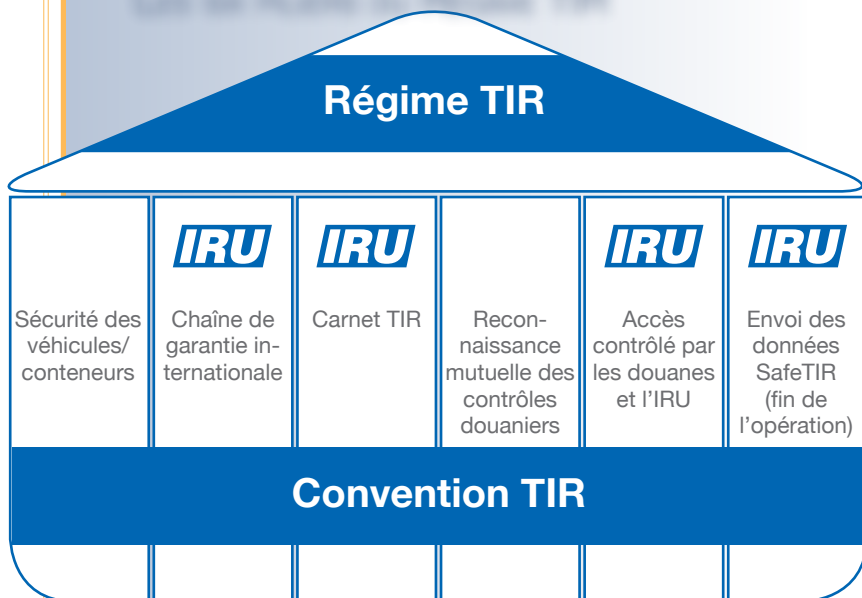 Régime TIR
IRU
IRU
IRU
IRU
Sécurité des
véhicules/
conteneurs
Chaîne de
garantie in-
ternationale
Carnet TIR
Recon-
naissance
mutuelle des
contrôles
douaniers
Accès
contrôlé par
les douanes
et l'IRU
Envoi des
données
SafeTIR
(fin de
l'opération)
Convention TIR